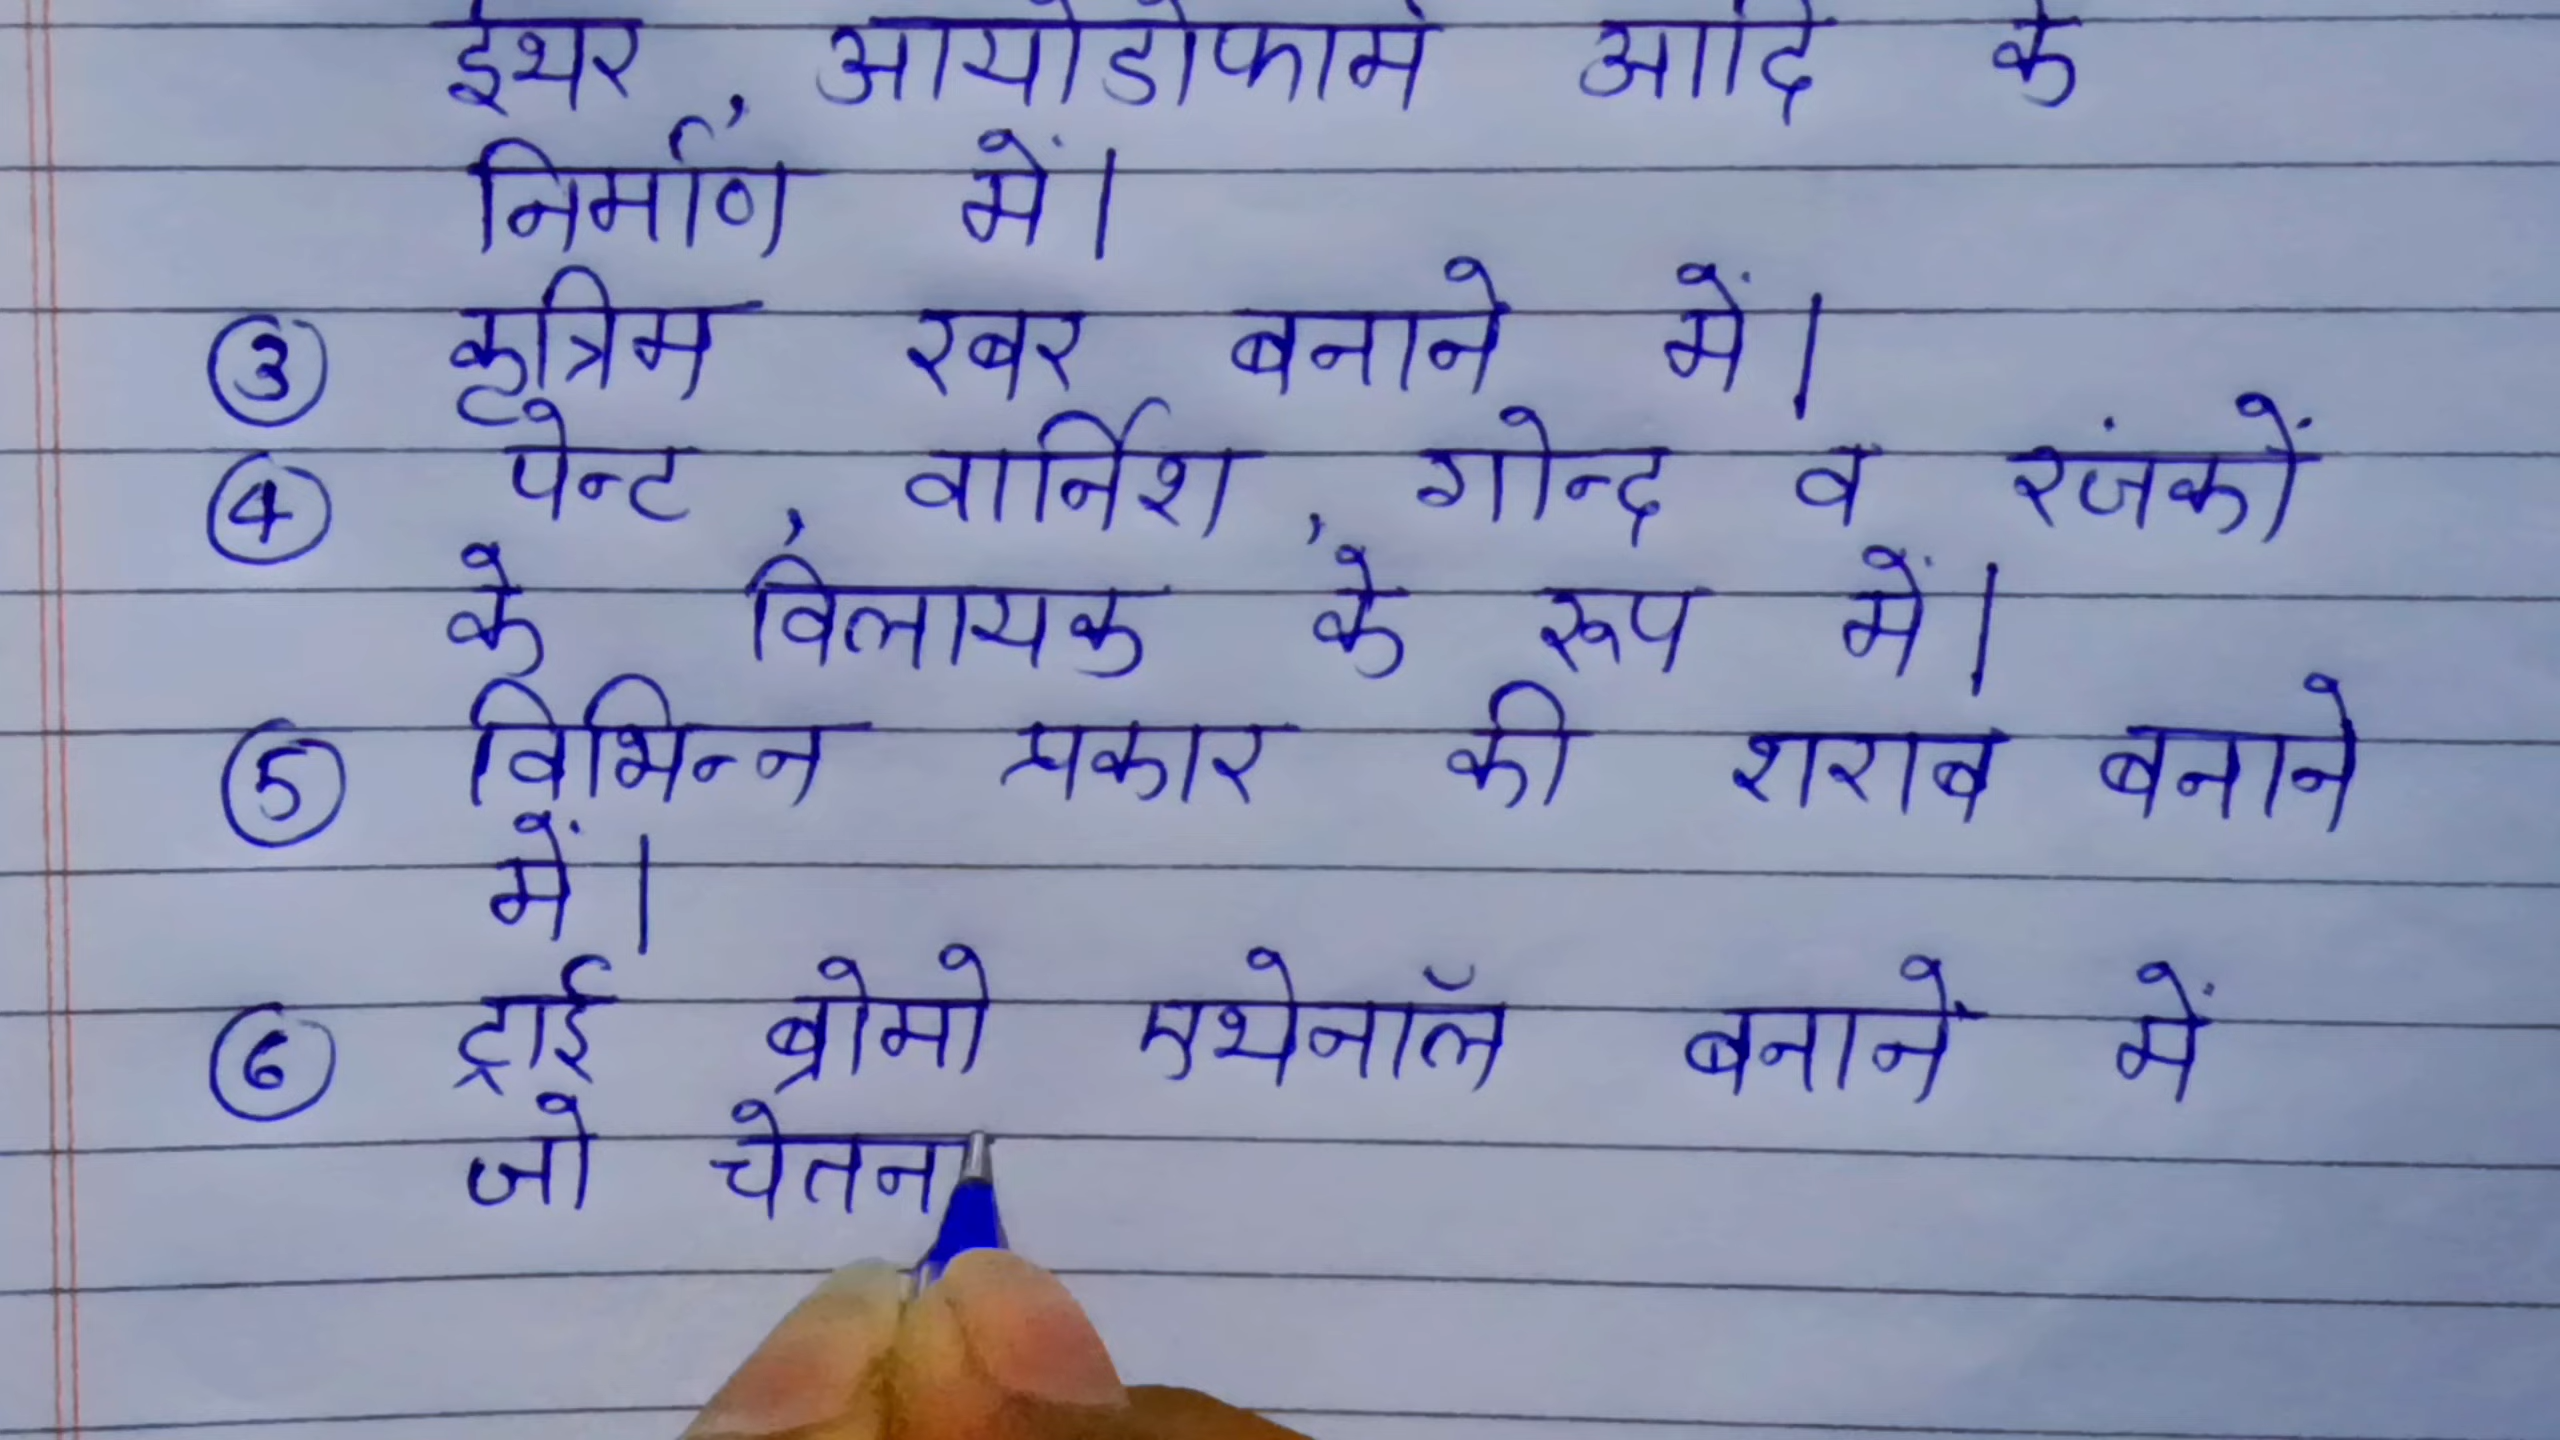 ईथर, आयोडोफार्म आदि के
निर्माण में।
③ कृत्रिम रबर बनाने में।
④ पेन्ट, वार्निश, गोन्द व रंजकों
के विलायक के रूप में।
⑤ विभिन्न प्रकार की शराब बनाने
में।
⑥ ट्राई ब्रोमो एथेनॉल बनाने में
जो चेतन